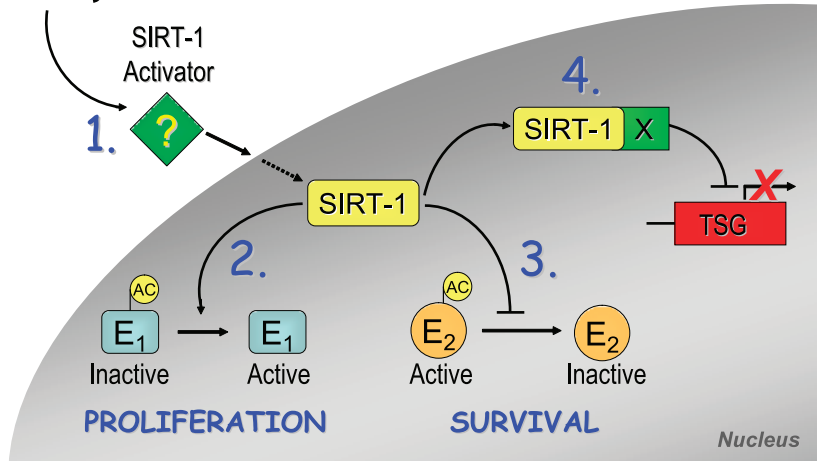 SIRT-1
Activator
1.
?
4.
SIRT-1 X
X
TSG
SIRT-1
2.
3.
AC
E1
Inactive
E1
Active
AC
E2
Active
E2
Inactive
PROLIFERATION
SURVIVAL
Nucleus